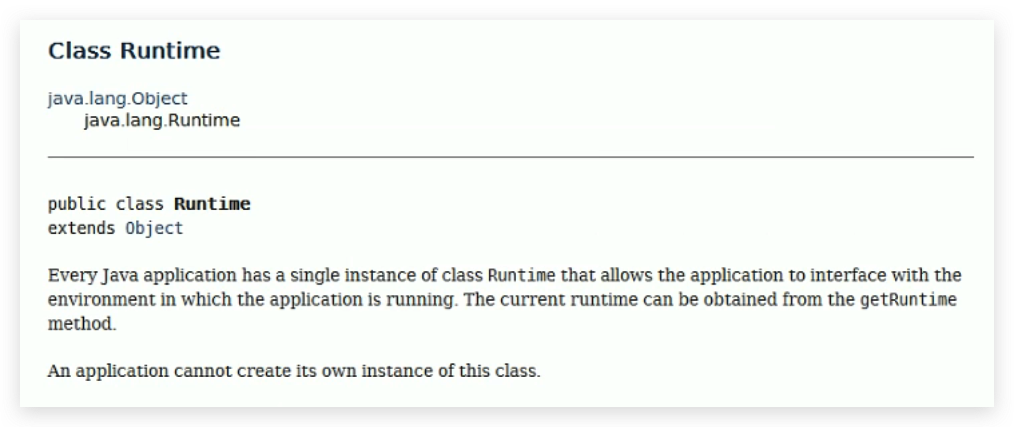 Class Runtime
java.lang.Object
java.lang.Runtime
public class Runtime
extends Object
Every Java application has a single instance of class Runtime that allows the application to interface with the
environment in which the application is running. The current runtime can be obtained from the getRuntime
method.
An application cannot create its own instance of this class.